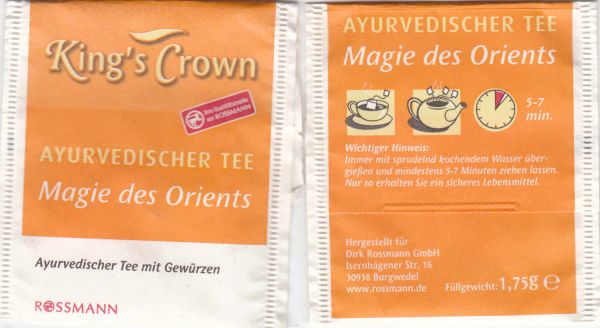 King's Crown
Ihre Qualitätsmarke
von ROSSMANN
AYURVEDISCHER TEE
Magie des Orients
Ayurvedischer Tee mit Gewürzen
ROSSMANN
AYURVEDISCHER TEE
Magie des Orients
5-7
min.
Wichtiger Hinweis:
Immer mit sprudelnd kochendem Wasser über-
gießen und mindestens 5-7 Minuten ziehen lassen.
Nur so erhalten Sie ein sicheres Lebensmittel.
Hergestellt für
Dirk Rossmann GmbH
Isernhägener Str. 16
30938 Burgwedel
www.rossmann.de Füllgewicht: 1,75g e